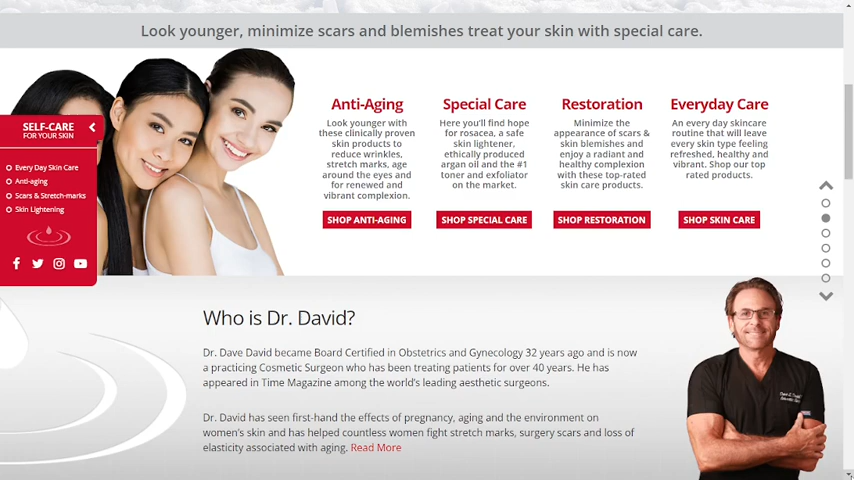 Look younger, minimize scars and blemishes treat your skin with special care.
SELF-CARE
FOR YOUR SKIN
Every Day Skin Care
Anti-aging
Scars & Stretch-marks
Skin Lightening
Anti-Aging
Look younger with
these clinically proven
skin products to
reduce wrinkles,
stretch marks, age
around the eyes and
for renewed and
vibrant complexion.
SHOP ANTI-AGING
Special Care
Here you'll find hope
for rosacea, a safe
skin lightener,
ethically produced
argan oil and the #1
toner and exfoliator
on the market.
SHOP SPECIAL CARE
Restoration
Minimize the
appearance of scars &
skin blemishes and
enjoy a radiant and
healthy complexion
with these top-rated
skin care products.
SHOP RESTORATION
Everyday Care
An every day skincare
routine that will leave
every skin type feeling
refreshed, healthy and
vibrant. Shop our top
rated products.
SHOP SKIN CARE
Who is Dr. David?
Dr. Dave David became Board Certified in Obstetrics and Gynecology 32 years ago and is now
a practicing Cosmetic Surgeon who has been treating patients for over 40 years. He has
appeared in Time Magazine among the world's leading aesthetic surgeons.
Dr. David has seen first-hand the effects of pregnancy, aging and the environment on
women's skin and has helped countless women fight stretch marks, surgery scars and loss of
elasticity associated with aging. Read More